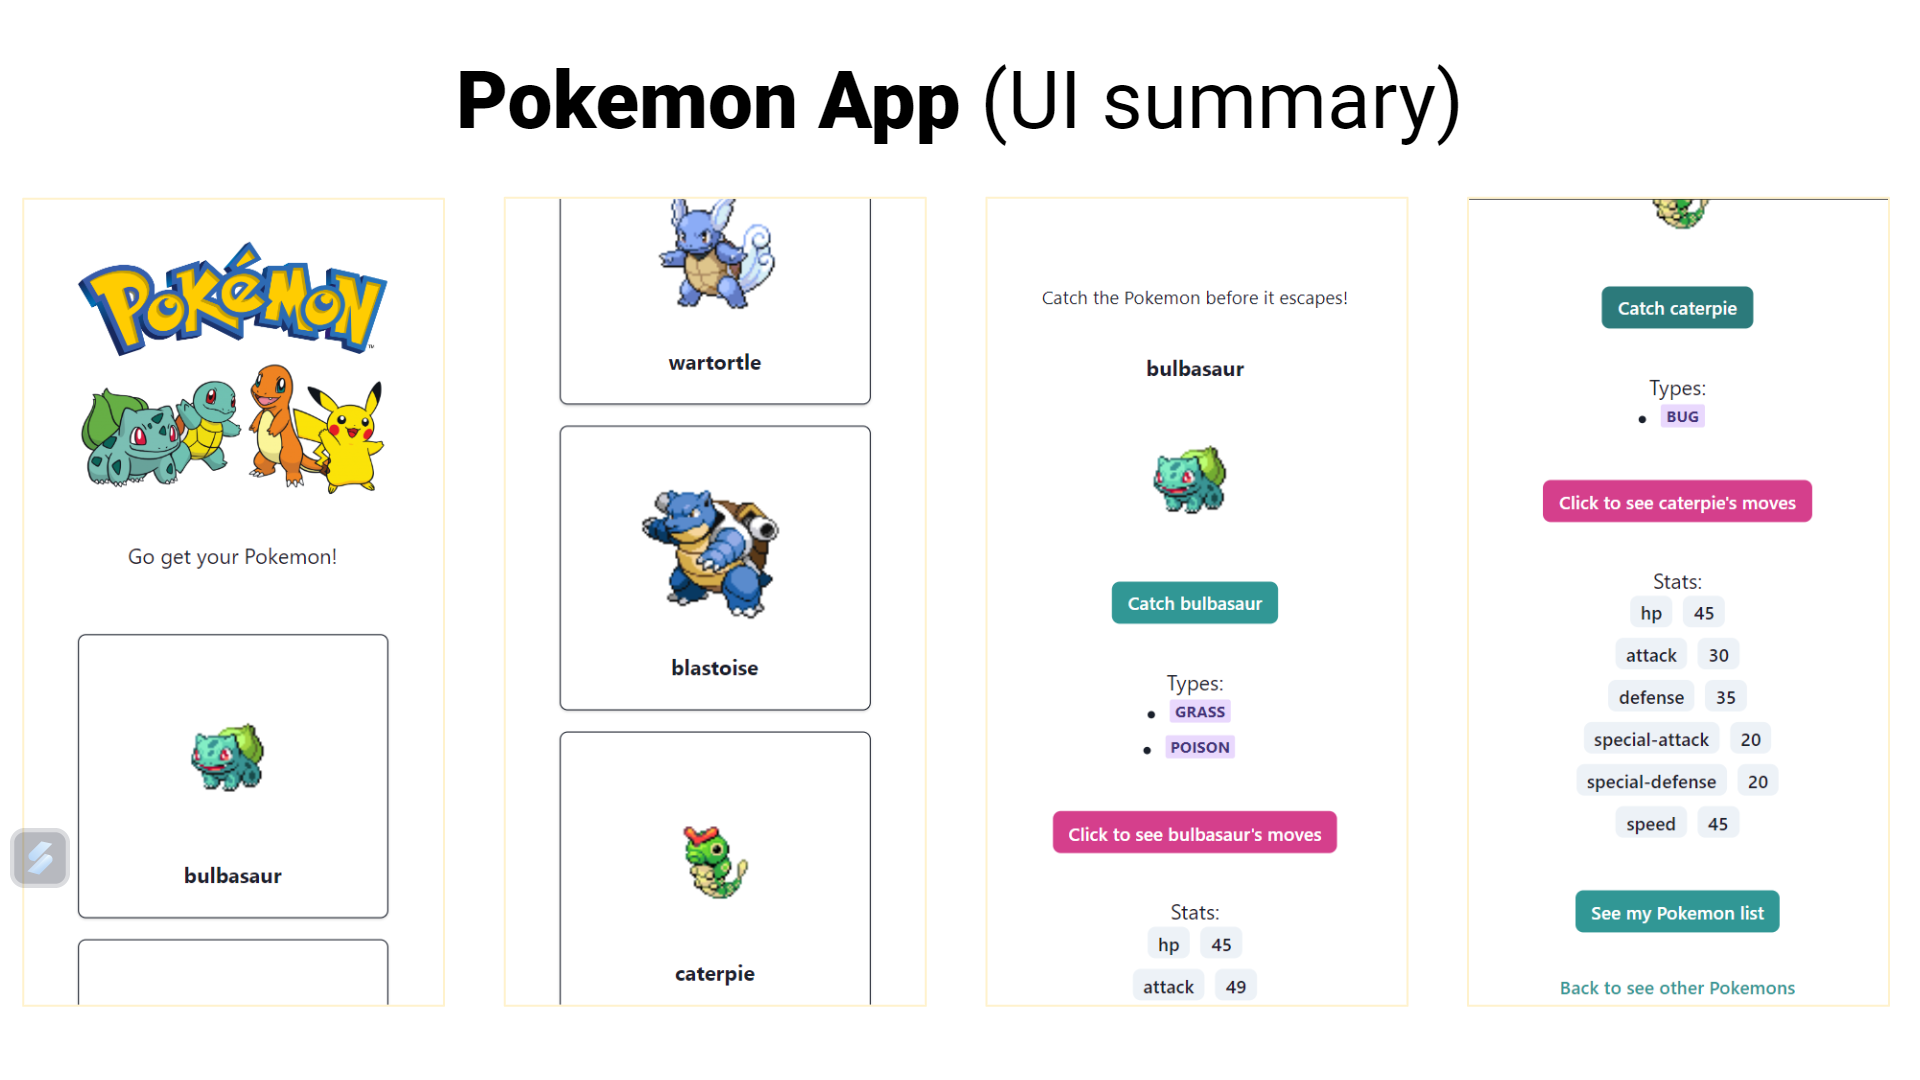 Pokemon App (UI summary)
POKéMON
TM
Go get your Pokemon!
bulbasaur
wartortle
blastoise
caterpie
Catch the Pokemon before it escapes!
bulbasaur
Catch bulbasaur
Types:
• GRASS
• POISON
Click to see bulbasaur's moves
Stats:
hp 45
attack 49
Catch caterpie
Types:
• BUG
Click to see caterpie's moves
Stats:
hp 45
attack 30
defense 35
special-attack 20
special-defense 20
speed 45
See my Pokemon list
Back to see other Pokemons